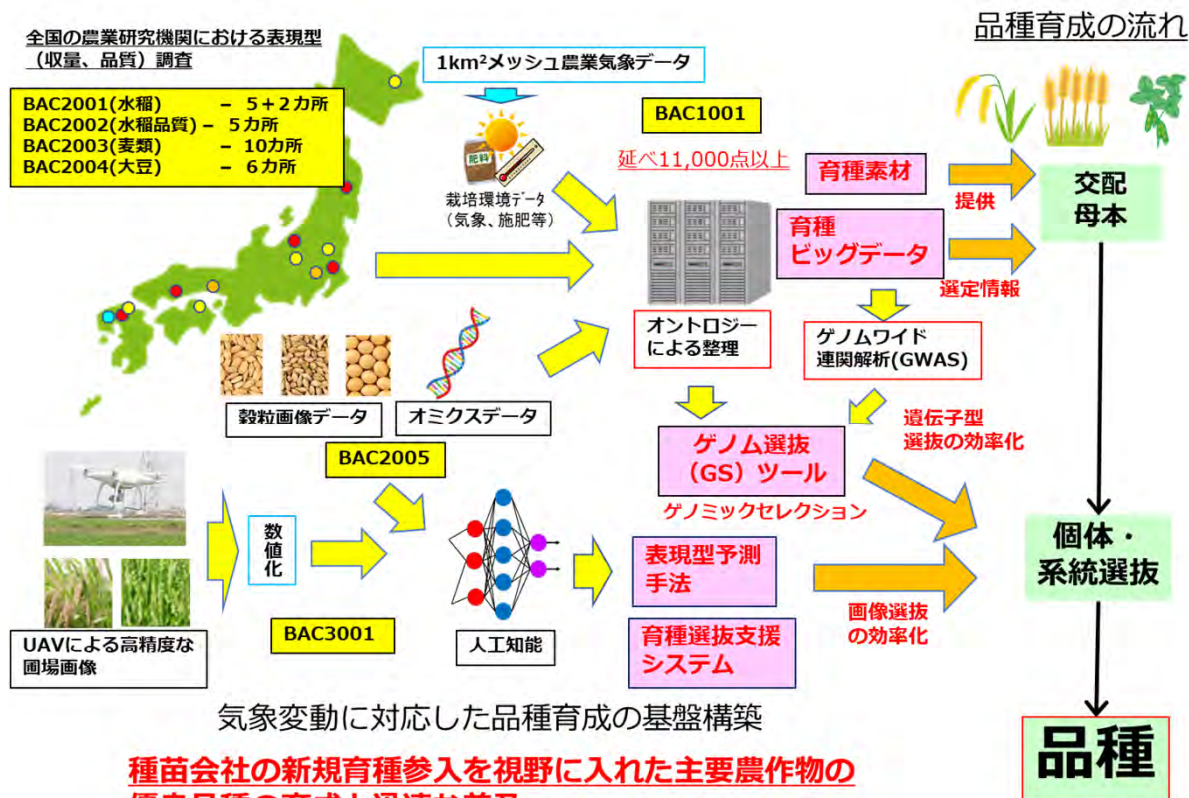 品種育成の流れ
全国の農業研究機関における表現型
（収量、品質）調査
BAC2001(水稲) － 5＋2カ所
BAC2002(水稲品質)－ 5カ所
BAC2003(麦類) － 10カ所
BAC2004(大豆) － 6カ所
1km²メッシュ農業気象データ
肥料
栽培環境ﾃﾞｰﾀ
（気象、施肥等）
BAC1001
延べ11,000点以上
育種素材
提供
交配
母本
育種
ビッグデータ
選定情報
オントロジー
による整理
ゲノムワイド
連関解析(GWAS)
穀粒画像データ
オミクスデータ
BAC2005
ゲノム選抜
（GS）ツール
ゲノミックセレクション
遺伝子型
選抜の効率化
数
値
化
BAC3001
人工知能
表現型予測
手法
育種選抜支援
システム
画像選抜
の効率化
個体・
系統選抜
UAVによる高精度な
圃場画像
気象変動に対応した品種育成の基盤構築
品種
種苗会社の新規育種参入を視野に入れた主要農作物の